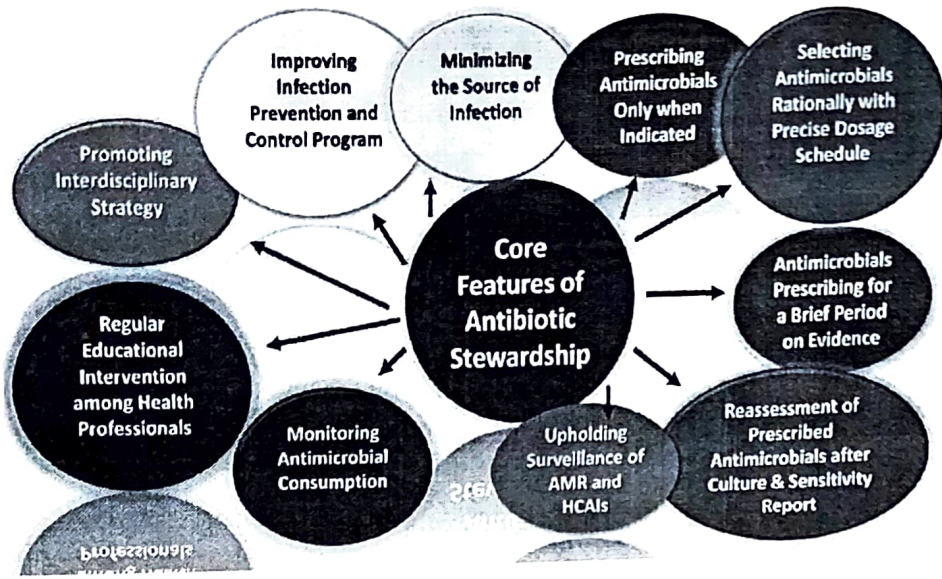 Improving
Infection
Prevention and
Control Program
Minimizing
the Source of
Infection
Prescribing
Antimicrobials
Only when
Indicated
Selecting
Antimicrobials
Rationally with
Precise Dosage
Schedule
Promoting
Interdisciplinary
Strategy
Core
Features of
Antibiotic
Stewardship
Antimicrobials
Prescribing for
a Brief Period
on Evidence
Regular
Educational
Intervention
among Health
Professionals
Monitoring
Antimicrobial
Consumption
Upholding
Surveillance of
AMR and
HCAIs
Reassessment of
Prescribed
Antimicrobials after
Culture & Sensitivity
Report
Stew
Professionals